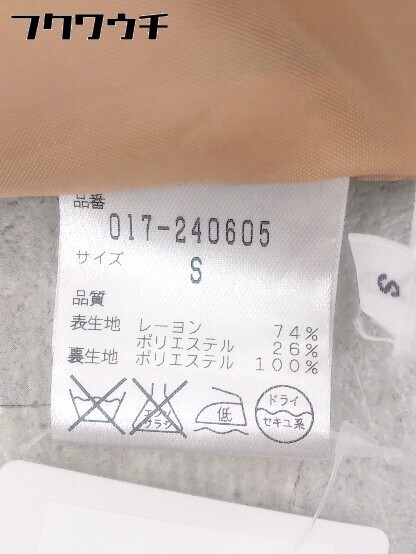 フクワウチ
品番
017-240605
サイズ S
品質
表生地 レーヨン 74%
ポリエステル 26%
裏生地 ポリエステル 100%
エンソ サラシ 低 ドライ
セキユ系
S